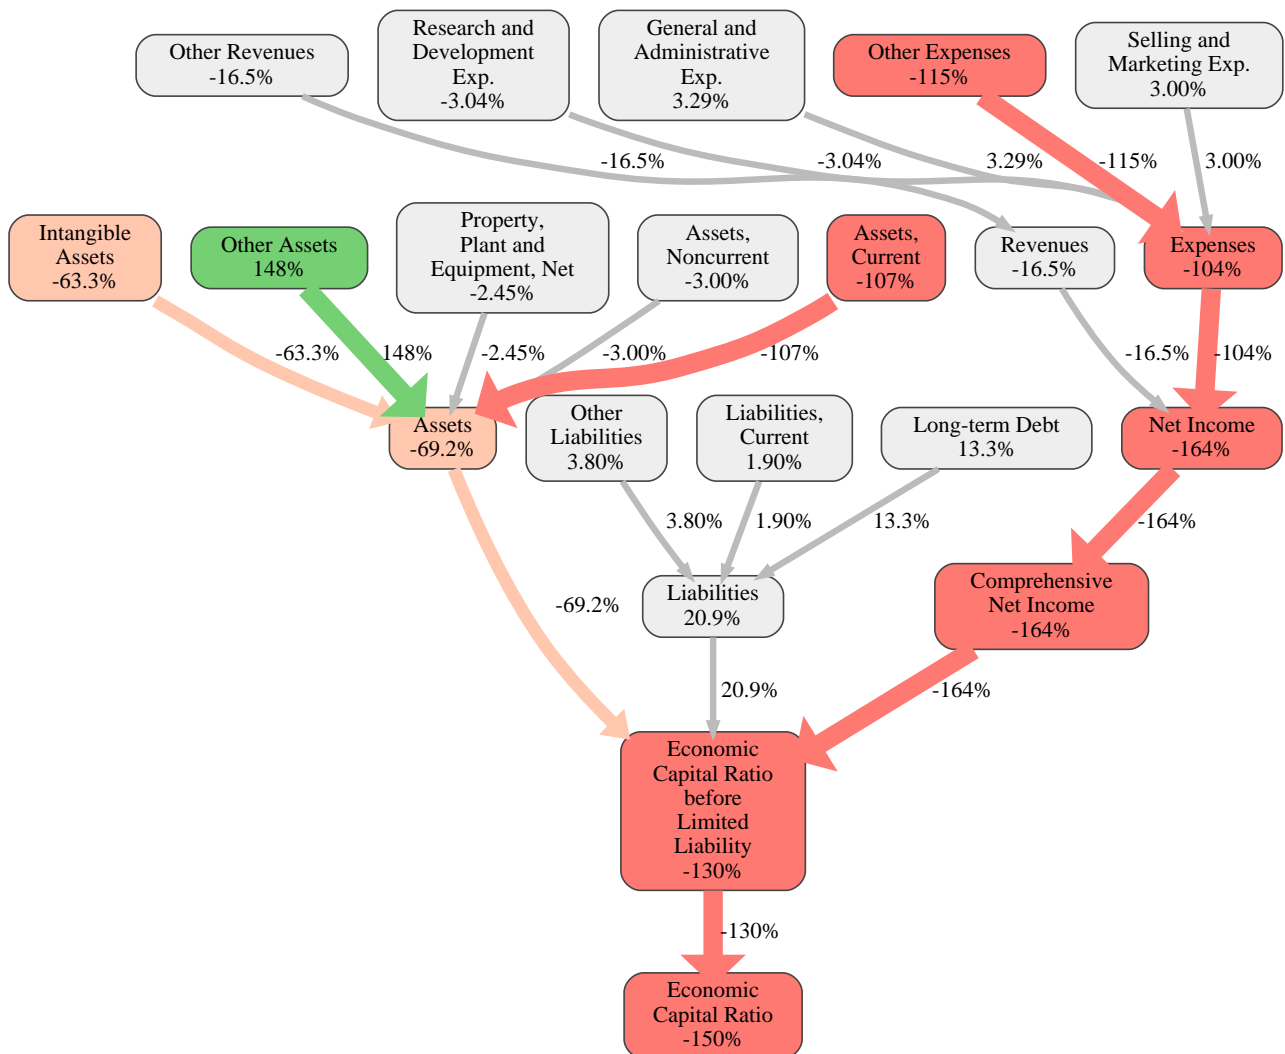 Other Revenues
-16.5%
Research and
Development
Exp.
-3.04%
General and
Administrative
Exp.
3.29%
Other Expenses
-115%
Selling and
Marketing Exp.
3.00%
-16.5%
-3.04%
3.29%
-115%
3.00%
Intangible
Assets
-63.3%
Other Assets
148%
Property,
Plant and
Equipment, Net
-2.45%
Assets,
Noncurrent
-3.00%
Assets,
Current
-107%
Revenues
-16.5%
Expenses
-104%
-63.3%
148%
-2.45%
-3.00%
-107%
-16.5%
-104%
Assets
-69.2%
Other
Liabilities
3.80%
Liabilities,
Current
1.90%
Long-term Debt
13.3%
Net Income
-164%
3.80%
1.90%
13.3%
-164%
-69.2%
Liabilities
20.9%
Comprehensive
Net Income
-164%
20.9%
-164%
Economic
Capital Ratio
before
Limited
Liability
-130%
-130%
Economic
Capital Ratio
-150%